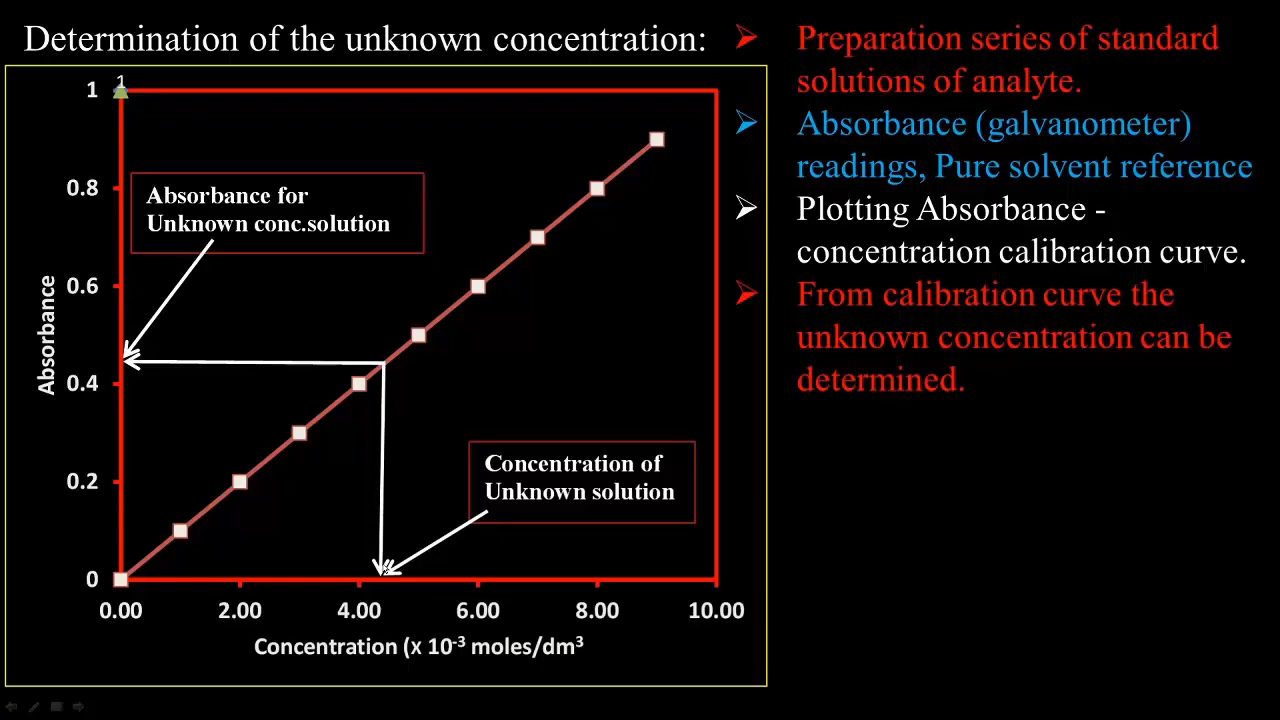 Determination of the unknown concentration:
Preparation series of standard
solutions of analyte.
Absorbance (galvanometer)
readings, Pure solvent reference
Plotting Absorbance -
concentration calibration curve.
From calibration curve the
unknown concentration can be
determined.
1
1
0.8
0.6
0.4
0.2
0
Absorbance
Absorbance for
Unknown conc.solution
Concentration of
Unknown solution
0.00 2.00 4.00 6.00 8.00 10.00
Concentration (x 10⁻³ moles/dm³